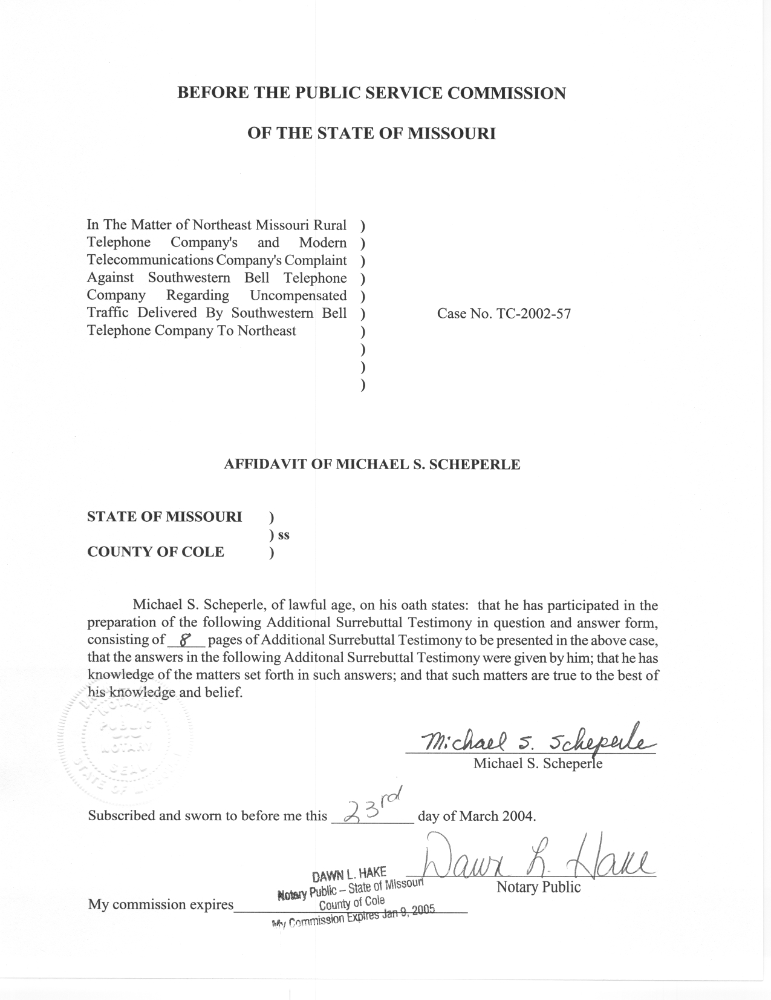 BEFORE THE PUBLIC SERVICE COMMISSION
OF THE STATE OF MISSOURI
In The Matter of Northeast Missouri Rural )
Telephone Company's and Modern )
Telecommunications Company's Complaint )
Against Southwestern Bell Telephone )
Company Regarding Uncompensated )
Traffic Delivered By Southwestern Bell ) Case No. TC-2002-57
Telephone Company To Northeast )
)
)
)
AFFIDAVIT OF MICHAEL S. SCHEPERLE
STATE OF MISSOURI )
) ss
COUNTY OF COLE )
Michael S. Scheperle, of lawful age, on his oath states: that he has participated in the
preparation of the following Additional Surrebuttal Testimony in question and answer form,
consisting of 8 pages of Additional Surrebuttal Testimony to be presented in the above case,
that the answers in the following Additonal Surrebuttal Testimony were given by him; that he has
knowledge of the matters set forth in such answers; and that such matters are true to the best of
his knowledge and belief.
NOTARY
PUBLIC
NOTARY
SEAL
STATE OF
Michael S. Scheperle
Michael S. Scheperle
Subscribed and sworn to before me this 23rd day of March 2004.
Dawn L. Hake
DAWN L. HAKE
Notary Public – State of Missouri
Notary Public
County of Cole
My commission expires
My Commission Expires Jan 9, 2005